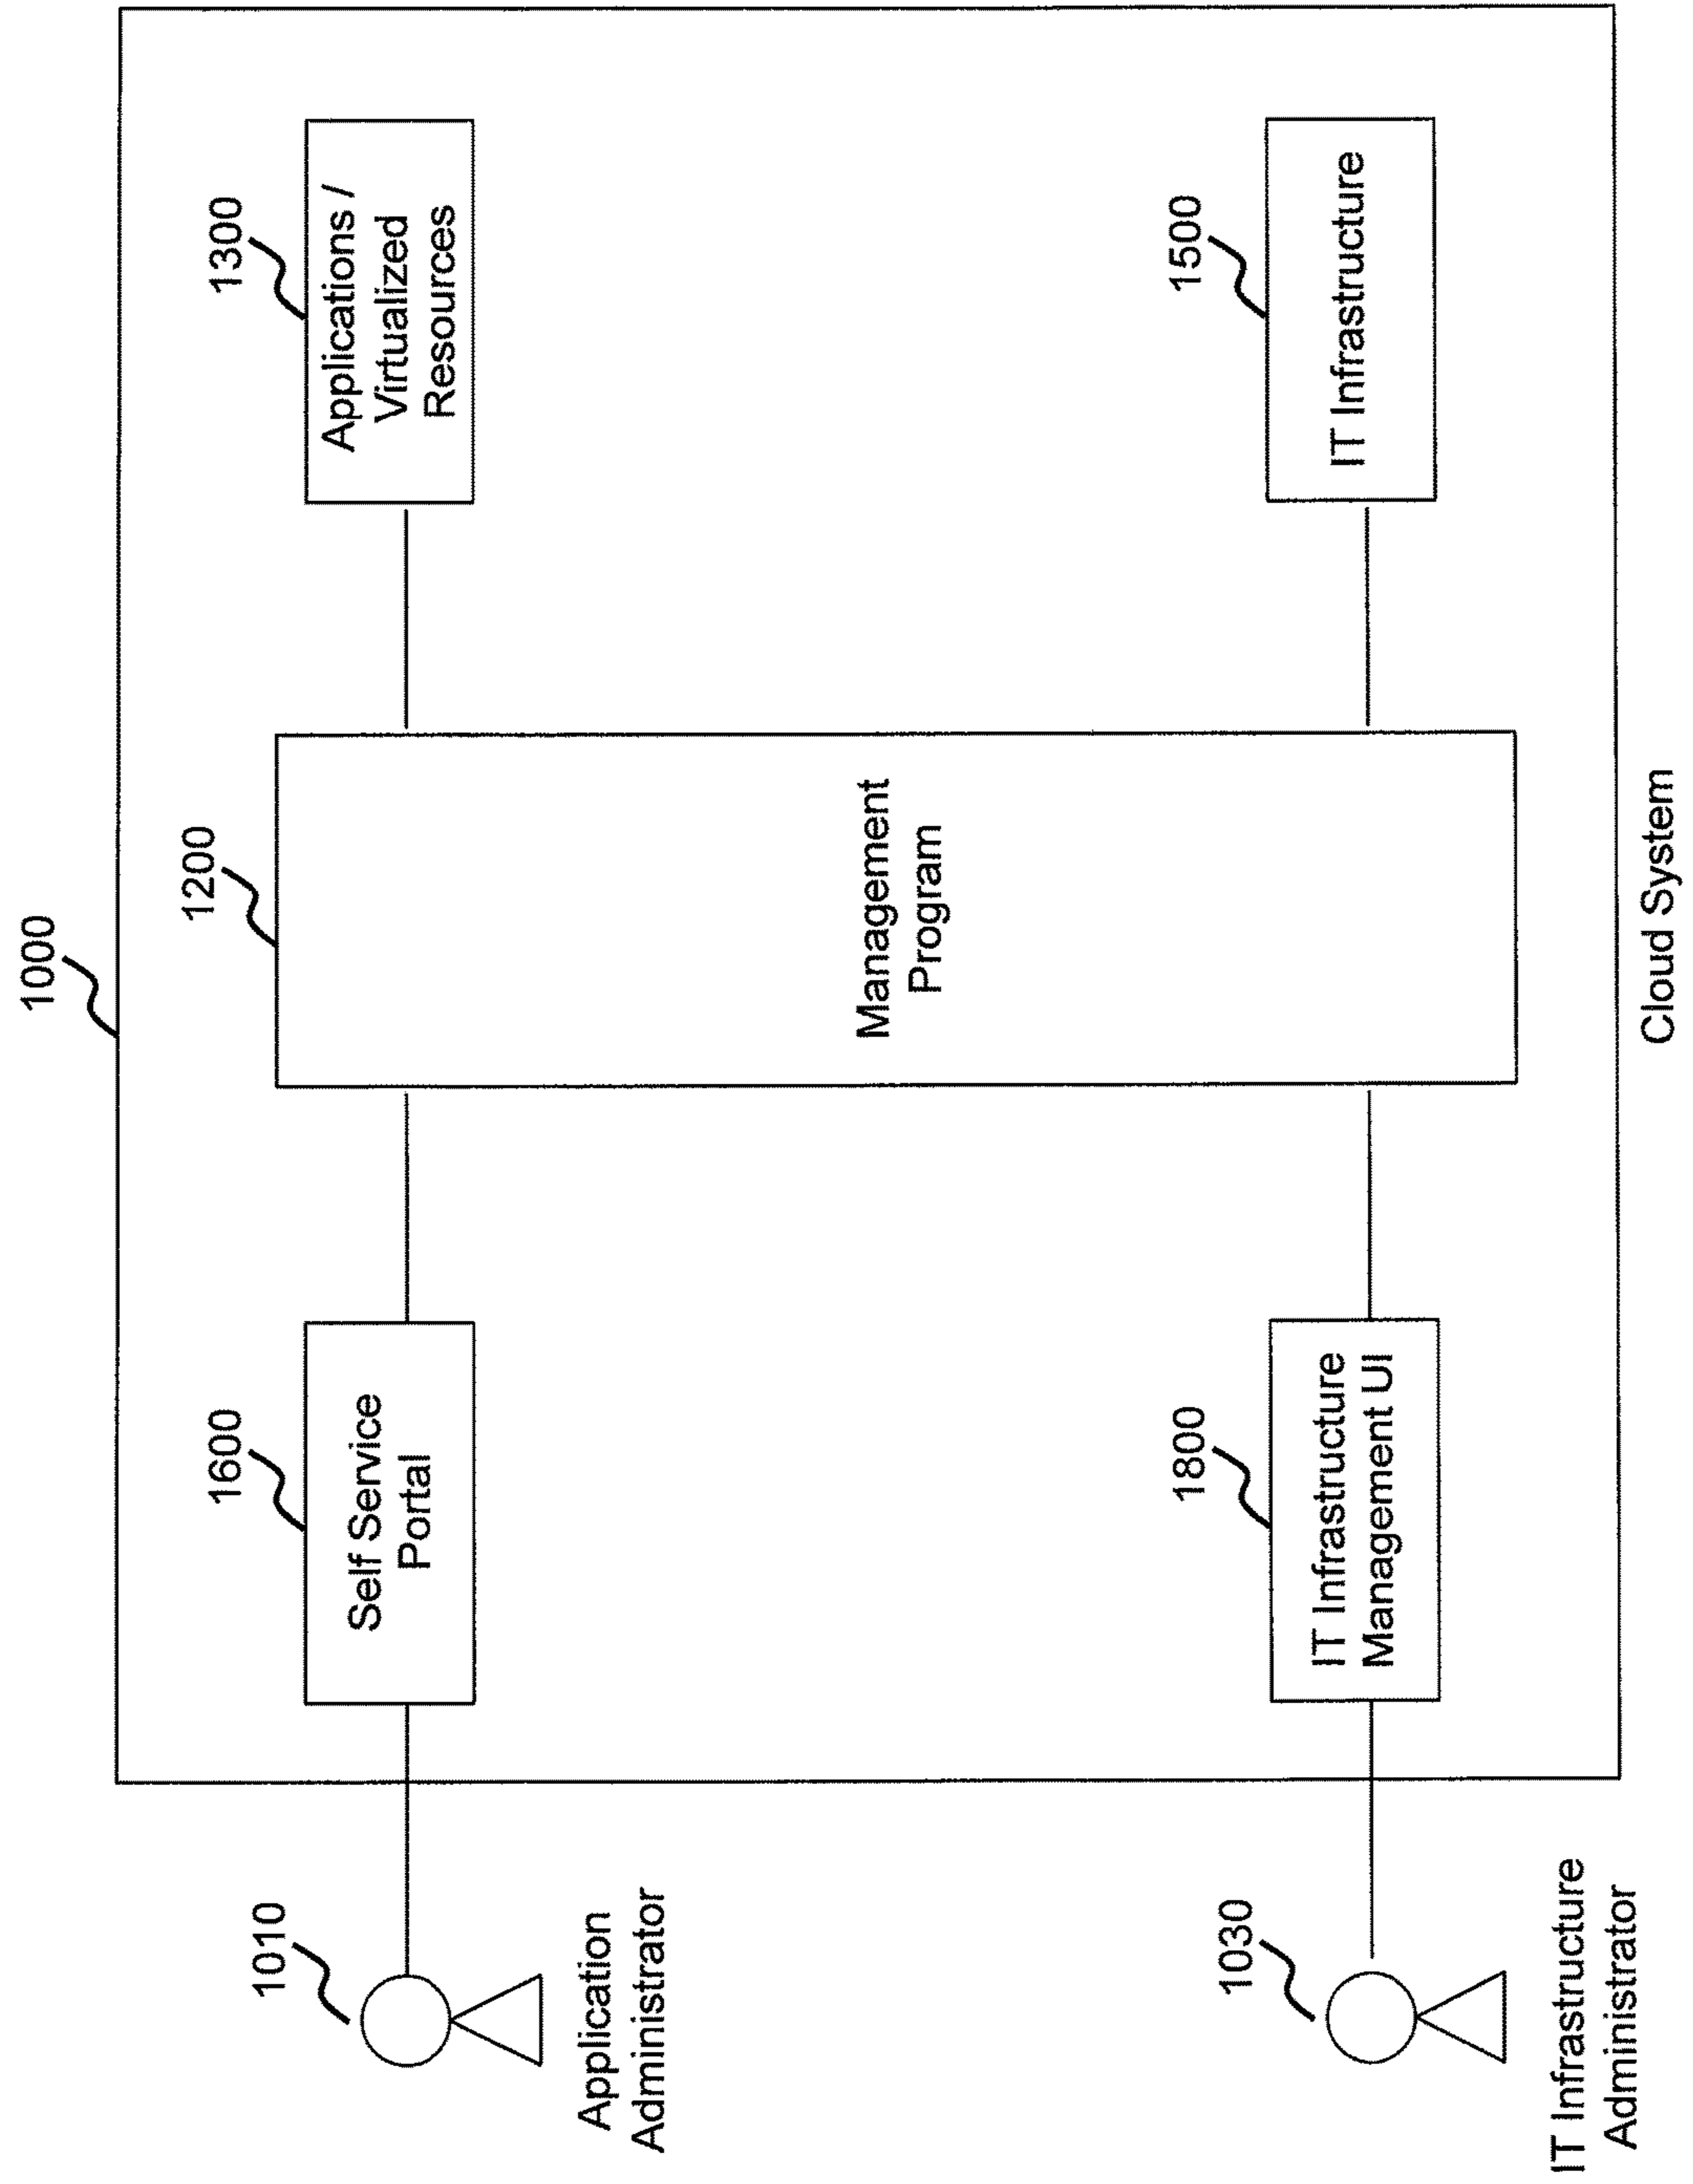 1000
1010
Application
Administrator
1600
Self Service
Portal
1200
Management
Program
1300
Applications /
Virtualized
Resources
1030
IT Infrastructure
Administrator
1800
IT Infrastructure
Management UI
1500
IT Infrastructure
Cloud System